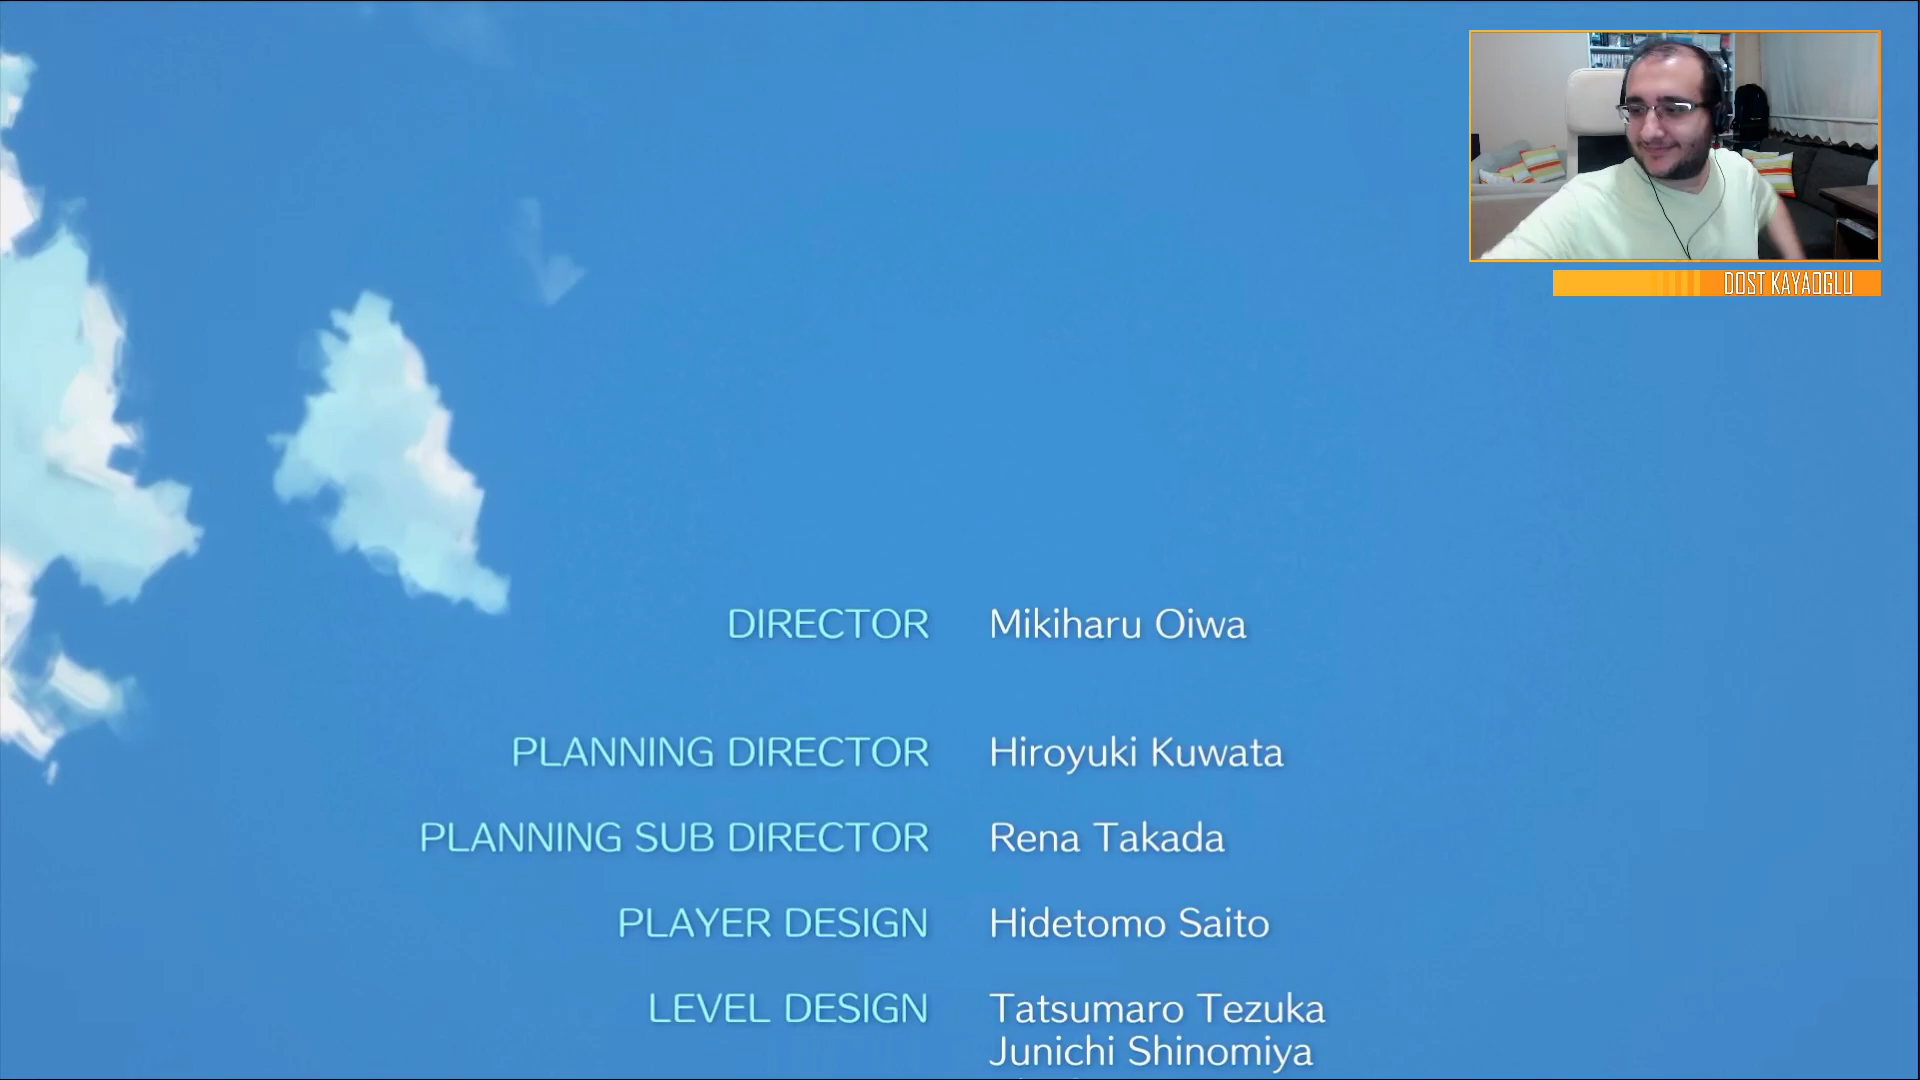 DOST KAYAOGLU
DIRECTOR Mikiharu Oiwa
PLANNING DIRECTOR Hiroyuki Kuwata
PLANNING SUB DIRECTOR Rena Takada
PLAYER DESIGN Hidetomo Saito
LEVEL DESIGN Tatsumaro Tezuka
Junichi Shinomiya